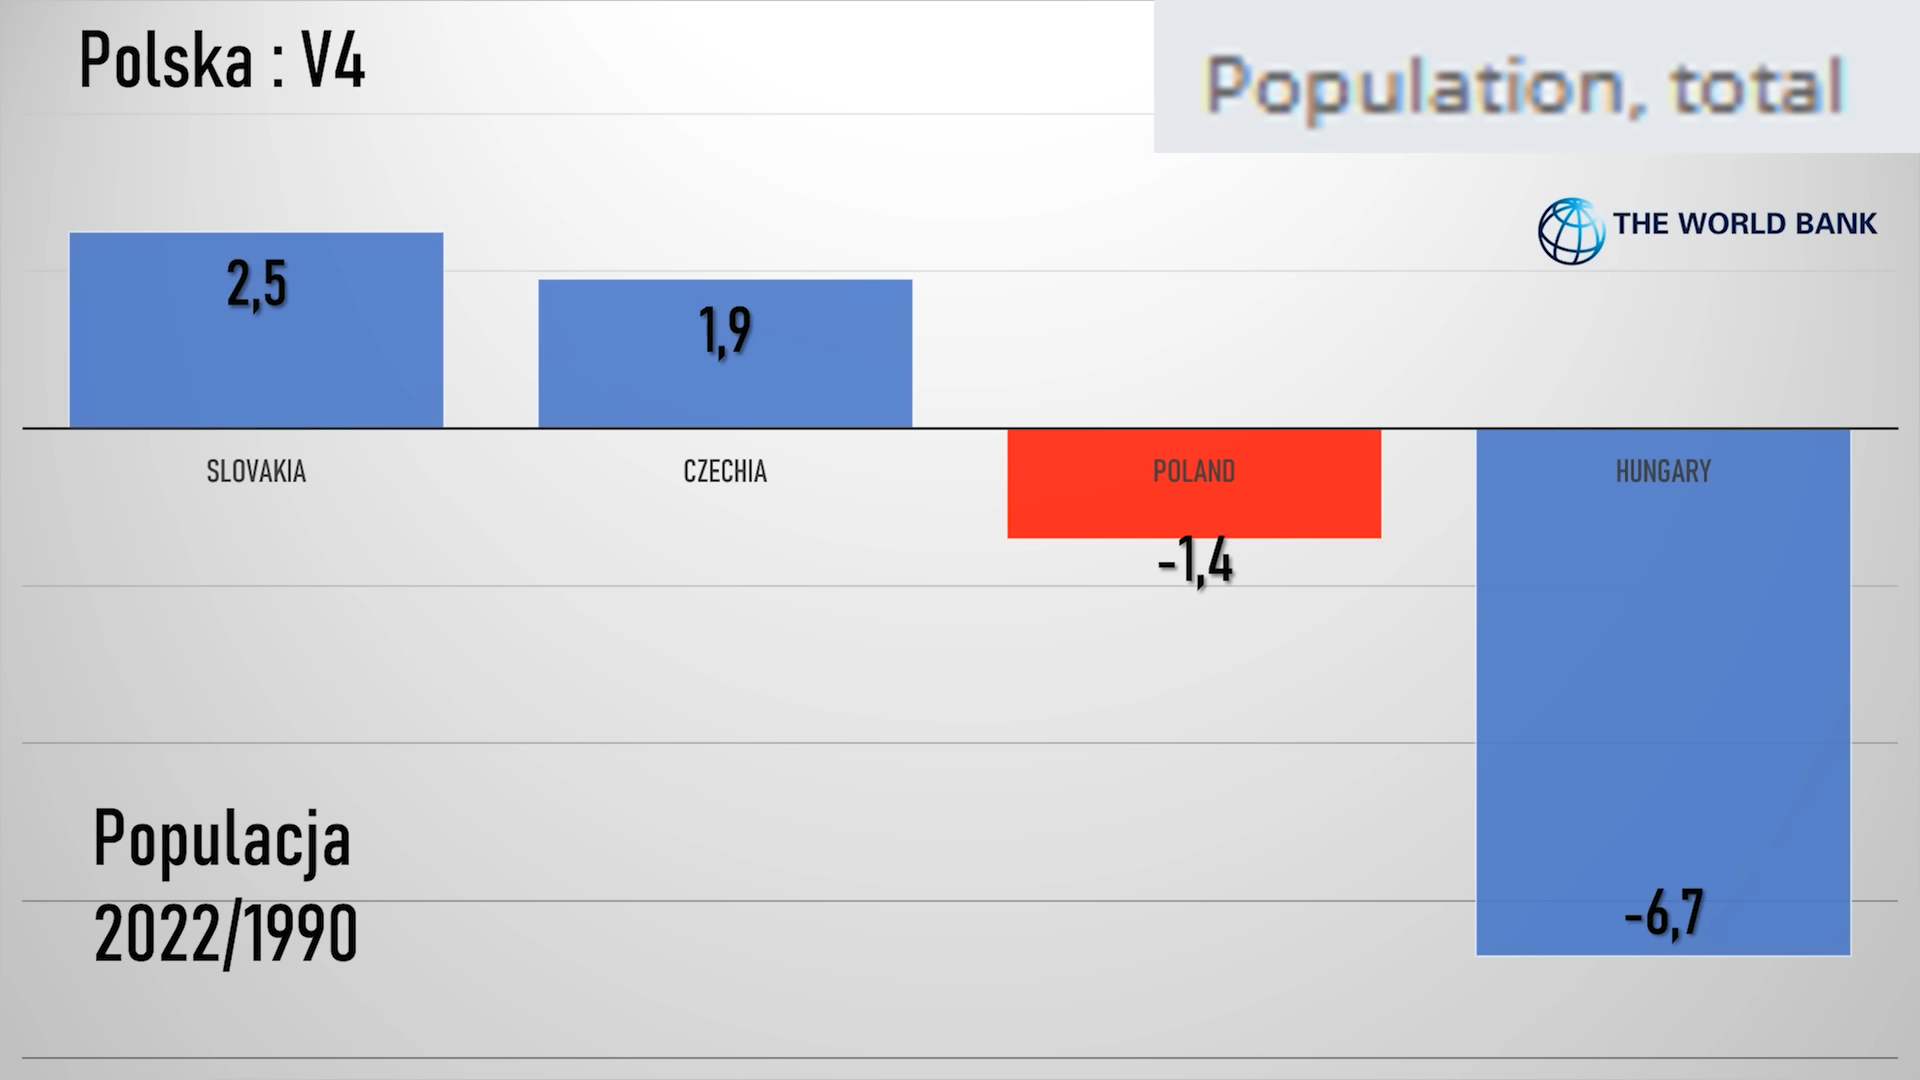 Polska : V4
Population, total
THE WORLD BANK
2,5
1,9
SLOVAKIA
CZECHIA
POLAND
HUNGARY
-1,4
-6,7
Populacja
2022/1990